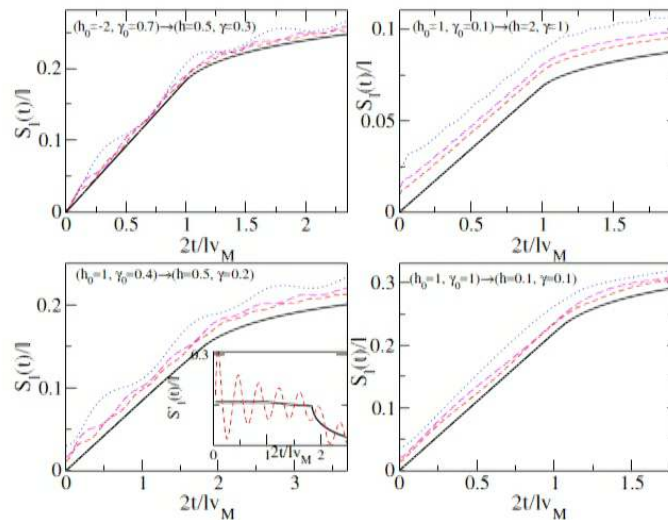 (h₀=-2, γ₀=0.7)→(h=0.5, γ=0.3)
S_l(t)/l
0.2
0.1
0
0 0.5 1 1.5 2
2t/lv_M
(h₀=1, γ₀=0.1)→(h=2, γ=1)
S_l(t)/l
0.1
0.05
0
0 0.5 1 1.5
2t/lv_M
(h₀=1, γ₀=0.4)→(h=0.5, γ=0.2)
S_l(t)/l
0.2
0.1
0
0 1 2 3
2t/lv_M
0.3
S'_l(t)/l
0 1 2
2t/lv_M
(h₀=1, γ₀=1)→(h=0.1, γ=0.1)
S_l(t)/l
0.3
0.2
0.1
0
0 0.5 1 1.5
2t/lv_M